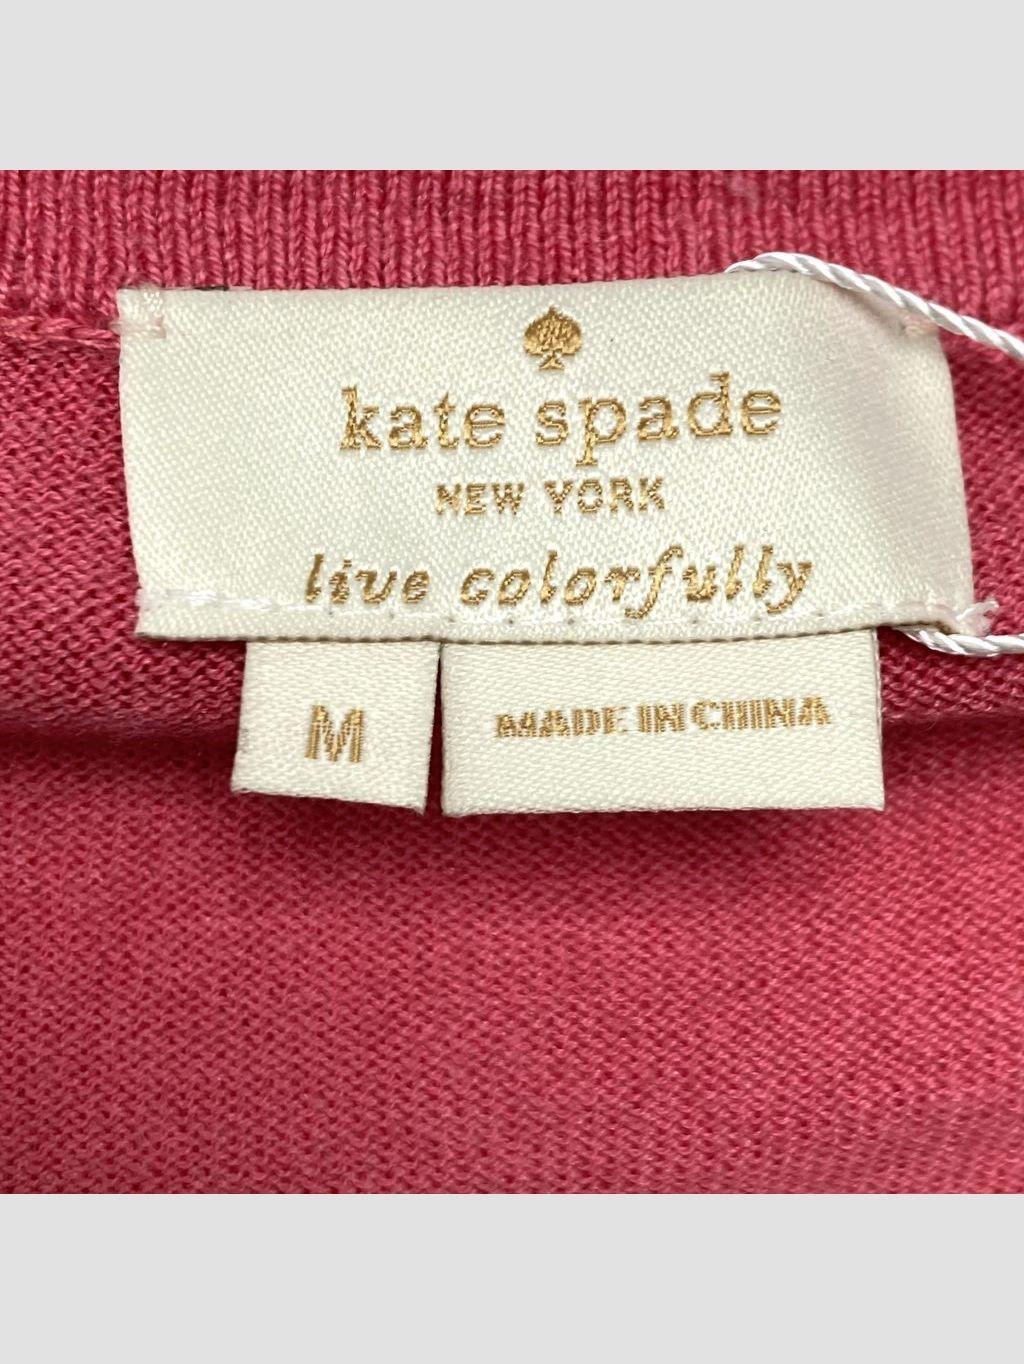 kate spade
NEW YORK
live colorfully
M
MADE IN CHINA